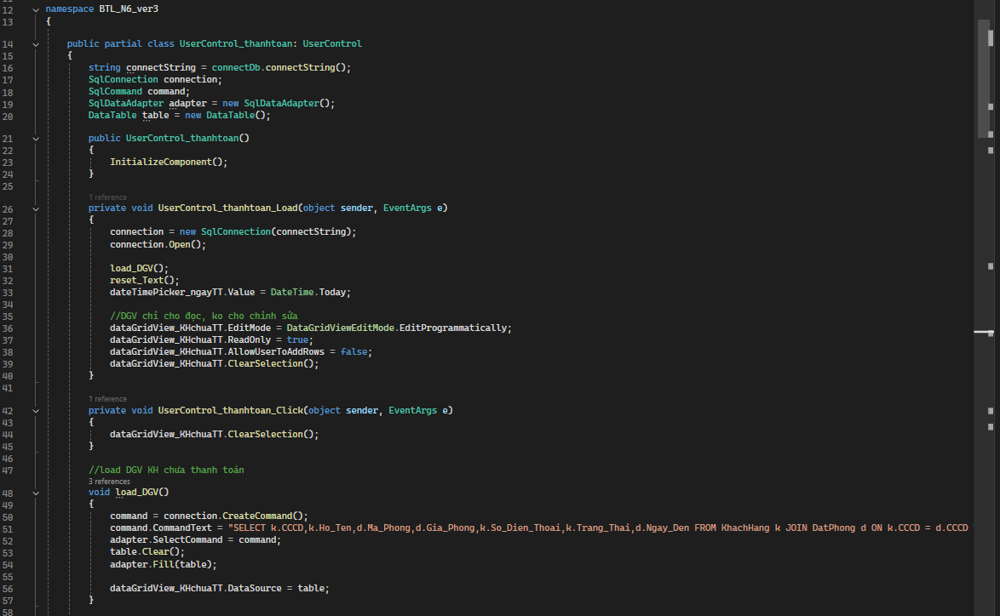 12 namespace BTL_N6_ver3
13 {
14 public partial class UserControl_thanhtoan: UserControl
15 {
16 string connectString = connectDb.connectString();
17 SqlConnection connection;
18 SqlCommand command;
19 SqlDataAdapter adapter = new SqlDataAdapter();
20 DataTable table = new DataTable();
21 public UserControl_thanhtoan()
22 {
23 InitializeComponent();
24 }
25
1 reference
26 private void UserControl_thanhtoan_Load(object sender, EventArgs e)
27 {
28 connection = new SqlConnection(connectString);
29 connection.Open();
30
31 load_DGV();
32 reset_Text();
33 dateTimePicker_ngayTT.Value = DateTime.Today;
34
35 //DGV chỉ cho đọc, ko cho chỉnh sửa
36 dataGridView_KHchuaTT.EditMode = DataGridViewEditMode.EditProgrammatically;
37 dataGridView_KHchuaTT.ReadOnly = true;
38 dataGridView_KHchuaTT.AllowUserToAddRows = false;
39 dataGridView_KHchuaTT.ClearSelection();
40 }
41
1 reference
42 private void UserControl_thanhtoan_Click(object sender, EventArgs e)
43 {
44 dataGridView_KHchuaTT.ClearSelection();
45 }
46
47 //load DGV KH chưa thanh toán
3 references
48 void load_DGV()
49 {
50 command = connection.CreateCommand();
51 command.CommandText = "SELECT k.CCCD,k.Ho_Ten,d.Ma_Phong,d.Gia_Phong,k.So_Dien_Thoai,k.Trang_Thai,d.Ngay_Den FROM KhachHang k JOIN DatPhong d ON k.CCCD = d.CCCD
52 adapter.SelectCommand = command;
53 table.Clear();
54 adapter.Fill(table);
55
56 dataGridView_KHchuaTT.DataSource = table;
57 }
58